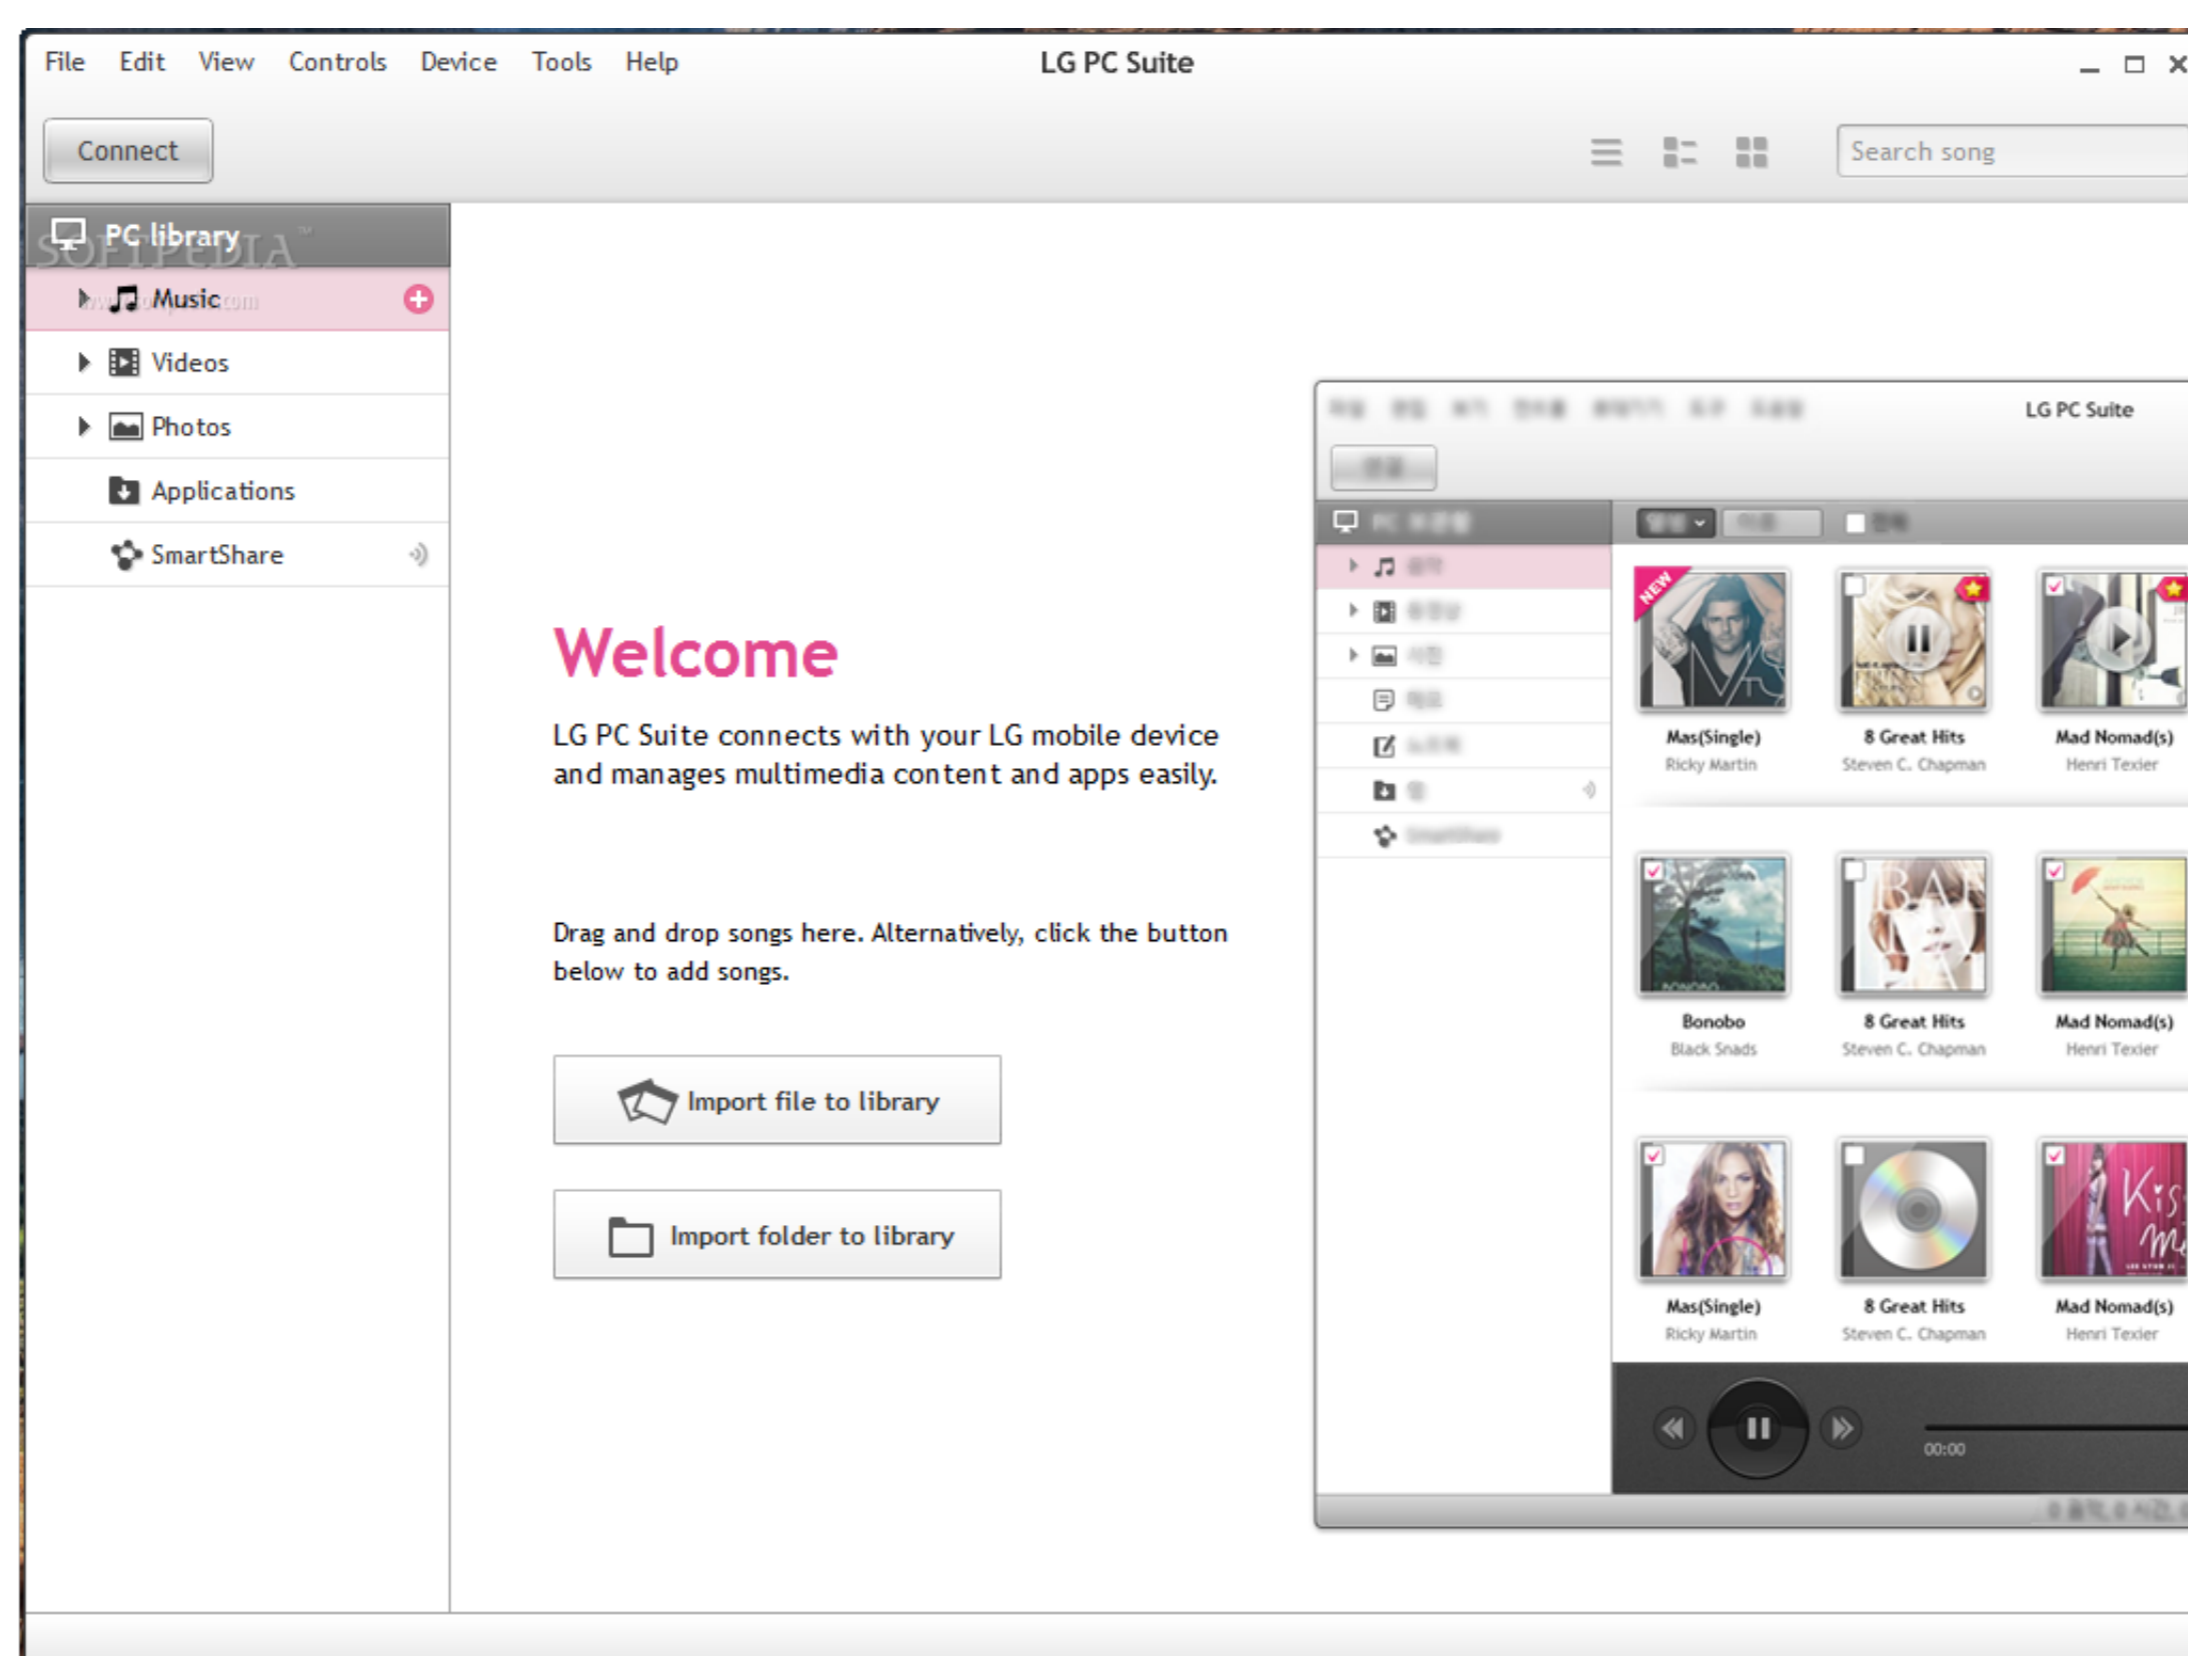 File Edit View Controls Device Tools Help LG PC Suite
Connect
Search song
PC library
SOFTPEDIA™
Music
Videos
Photos
Applications
SmartShare
Welcome
LG PC Suite connects with your LG mobile device
and manages multimedia content and apps easily.
Drag and drop songs here. Alternatively, click the button
below to add songs.
Import file to library
Import folder to library
LG PC Suite
NEW
Mas(Single) 8 Great Hits Mad Nomad(s)
Ricky Martin Steven C. Chapman Henri Texier
BONOBO
Bonobo 8 Great Hits Mad Nomad(s)
Black Snads Steven C. Chapman Henri Texier
Mas(Single) 8 Great Hits Mad Nomad(s)
Ricky Martin Steven C. Chapman Henri Texier
00:00